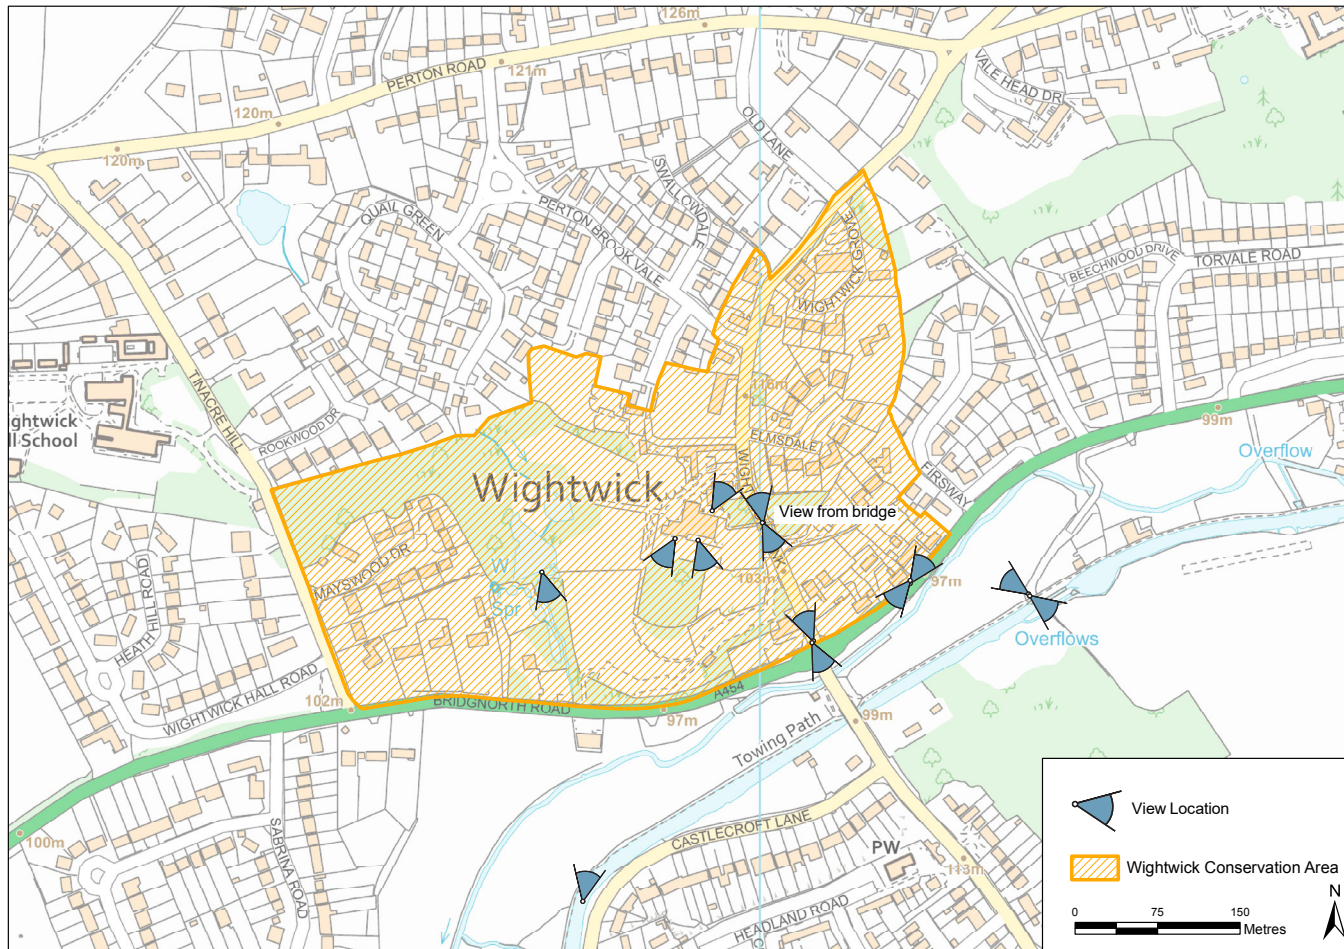 126m
PERTON ROAD
121m
VALE HEAD DR
120m
120m
OLD LANE
SWALLOWDALE
QUAIL GREEN
PERTON BROOK VALE
WIGHTWICK GROVE
BEECHWOOD DRIVE
TORVALE ROAD
TINACRE HILL
116m
99m
ghtwick
ll School
ROOKWOOD DR
ELMSDALE
Overflow
FIRSWAY
Wightwick
WIGH
View from bridge
K
MAYSWOOD DR
W
Spr
103m
97m
HEATH HILL ROAD
Overflows
WIGHTWICK HALL ROAD
102m
BRIDGNORTH ROAD
A454
97m
99m
Towing Path
SABRINA ROAD
100m
CASTLECROFT LANE
PW
113m
HEADLAND ROAD
C
View Location
Wightwick Conservation Area
N
0 75 150
Metres